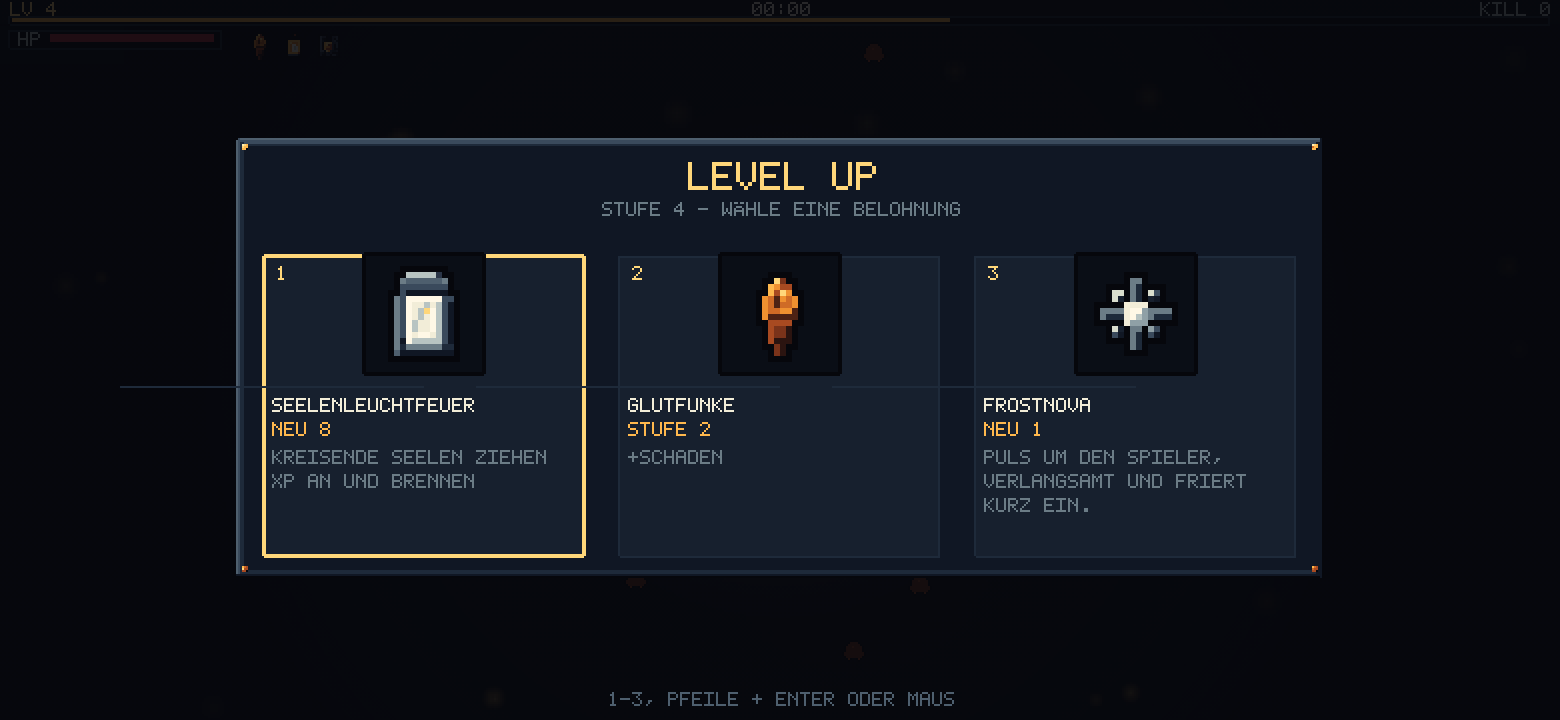 LV 4
00:00
KILL 0
HP
LEVEL UP
STUFE 4 - WäHLE EINE BELOHNUNG
1
SEELENLEUCHTFEUER
NEU 8
KREISENDE SEELEN ZIEHEN
XP AN UND BRENNEN
2
GLUTFUNKE
STUFE 2
+SCHADEN
3
FROSTNOVA
NEU 1
PULS UM DEN SPIELER,
VERLANGSAMT UND FRIERT
KURZ EIN.
1-3, PFEILE + ENTER ODER MAUS